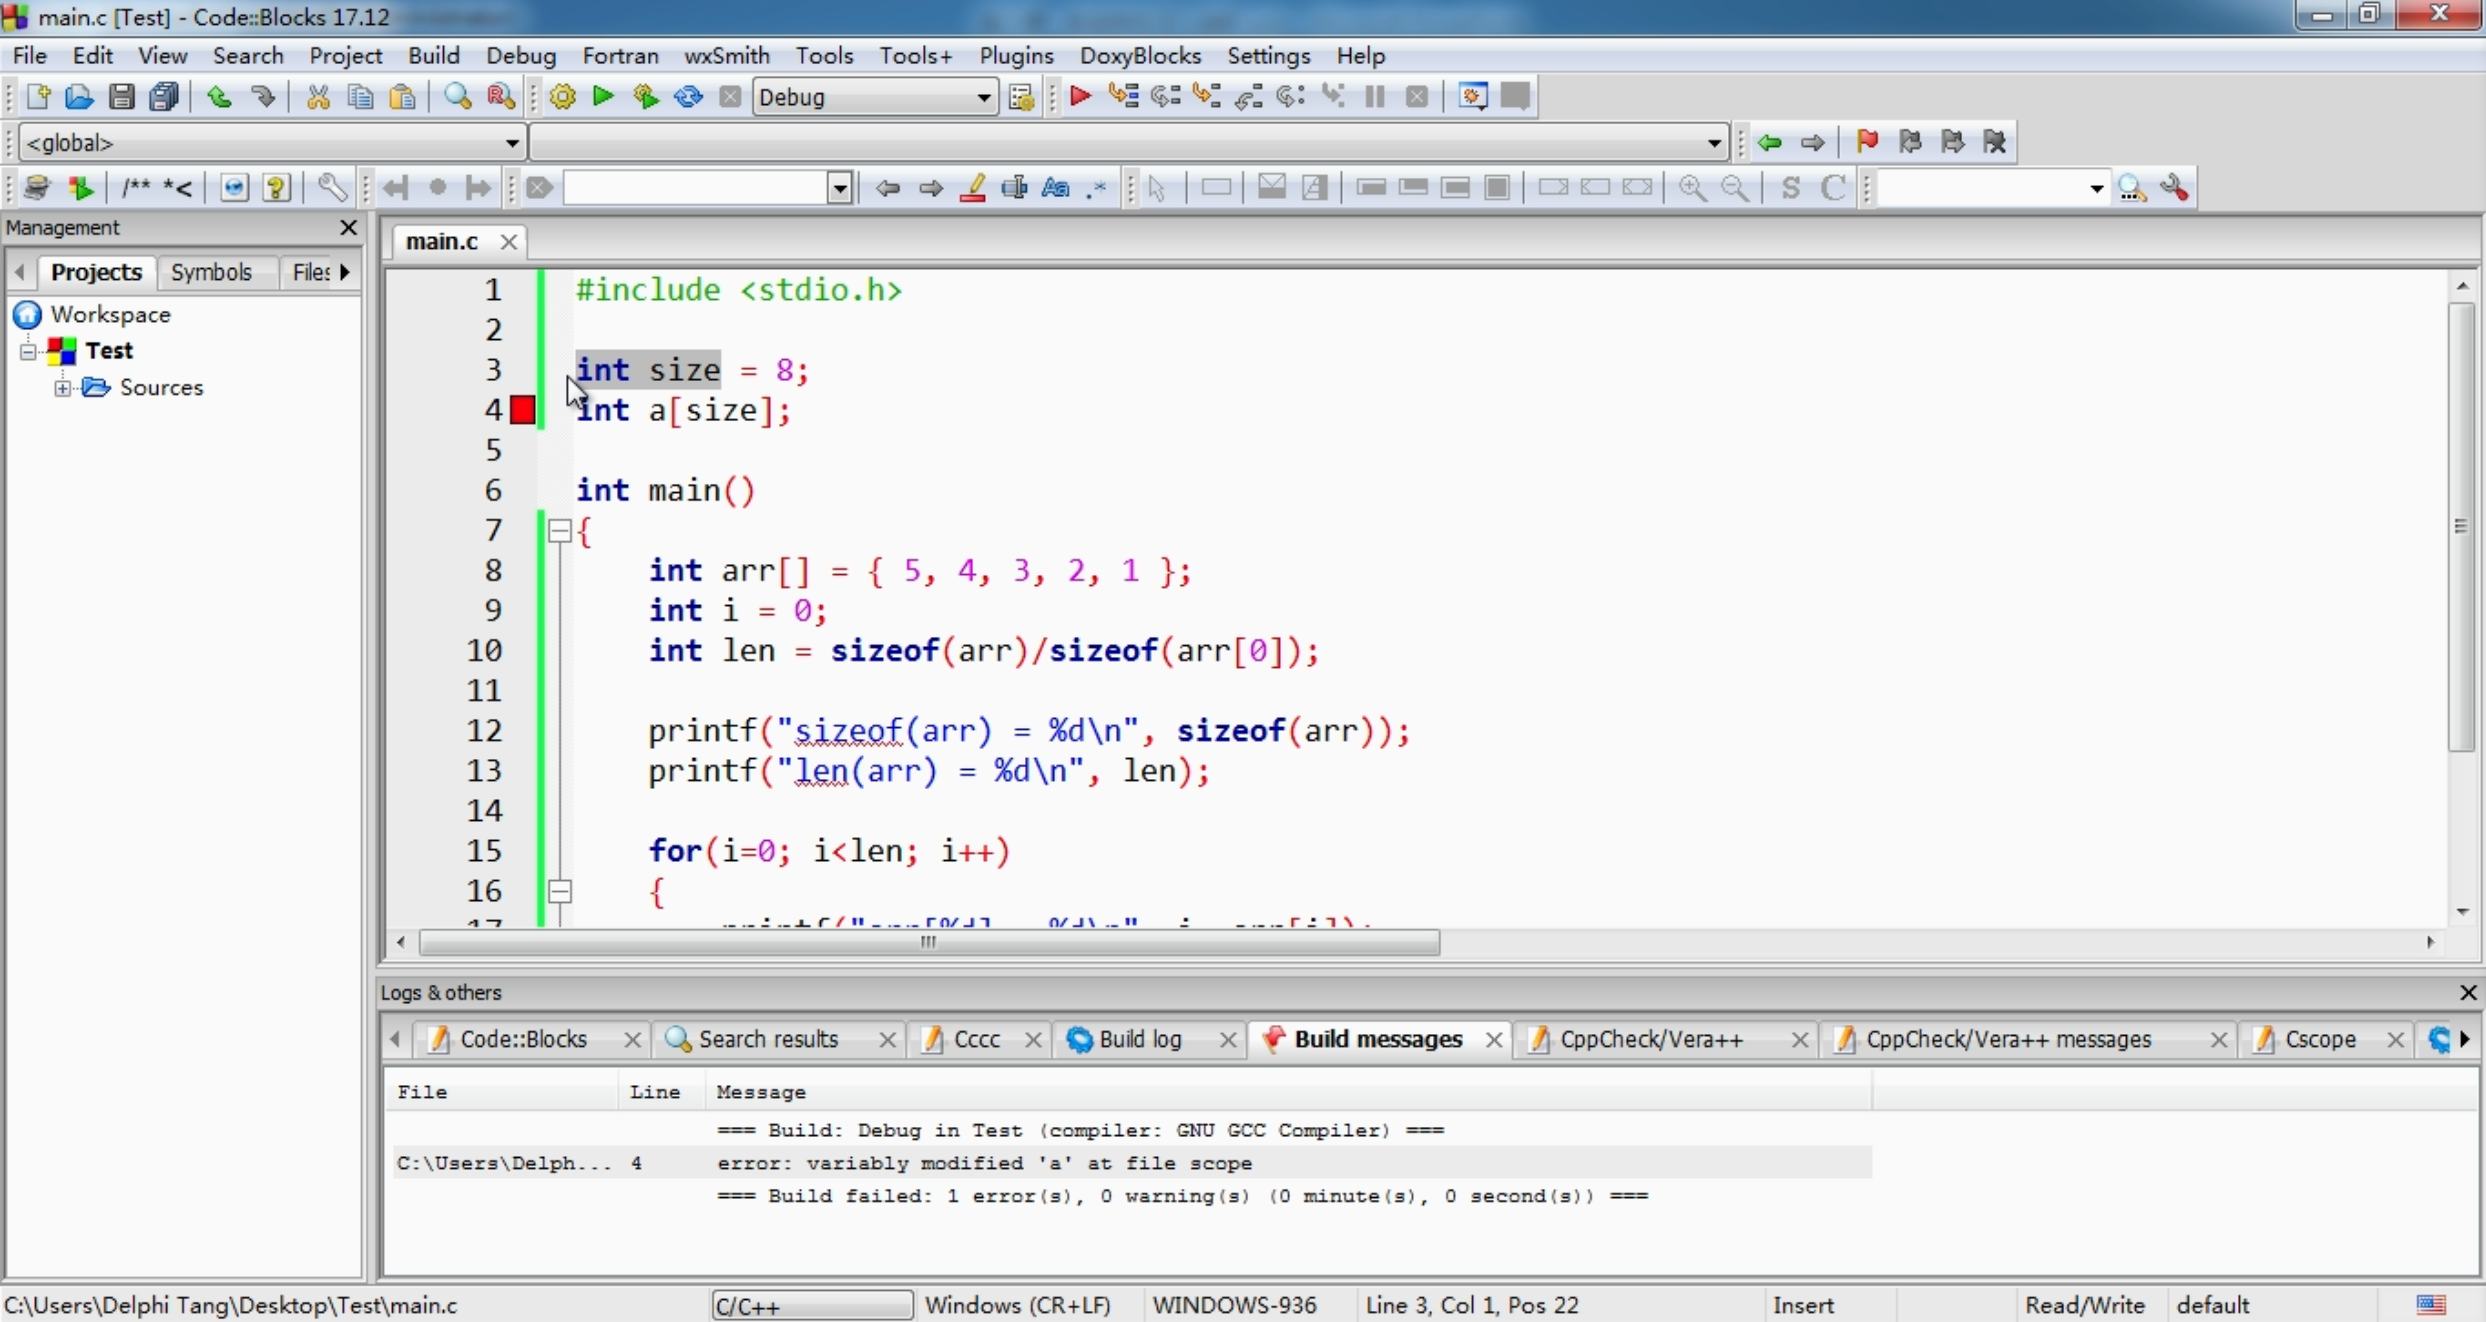 main.c [Test] - Code::Blocks 17.12
File Edit View Search Project Build Debug Fortran wxSmith Tools Tools+ Plugins DoxyBlocks Settings Help
Debug
<global>
/** *<
Aa .*
S C
Management
Projects Symbols Files
Workspace
Test
Sources
main.c
1 #include <stdio.h>
2
3 int size = 8;
4 int a[size];
5
6 int main()
7 {
8 int arr[] = { 5, 4, 3, 2, 1 };
9 int i = 0;
10 int len = sizeof(arr)/sizeof(arr[0]);
11
12 printf("sizeof(arr) = %d\n", sizeof(arr));
13 printf("len(arr) = %d\n", len);
14
15 for(i=0; i<len; i++)
16 {
Logs & others
Code::Blocks Search results Cccc Build log Build messages CppCheck/Vera++ CppCheck/Vera++ messages Cscope
File Line Message
=== Build: Debug in Test (compiler: GNU GCC Compiler) ===
C:\Users\Delph... 4 error: variably modified 'a' at file scope
=== Build failed: 1 error(s), 0 warning(s) (0 minute(s), 0 second(s)) ===
C:\Users\Delphi Tang\Desktop\Test\main.c C/C++ Windows (CR+LF) WINDOWS-936 Line 3, Col 1, Pos 22 Insert Read/Write default